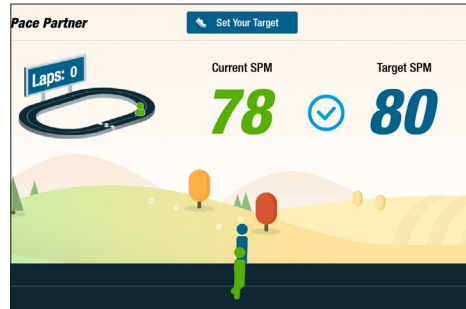 Pace Partner
Set Your Target
Laps: 0
Current SPM
Target SPM
78
80